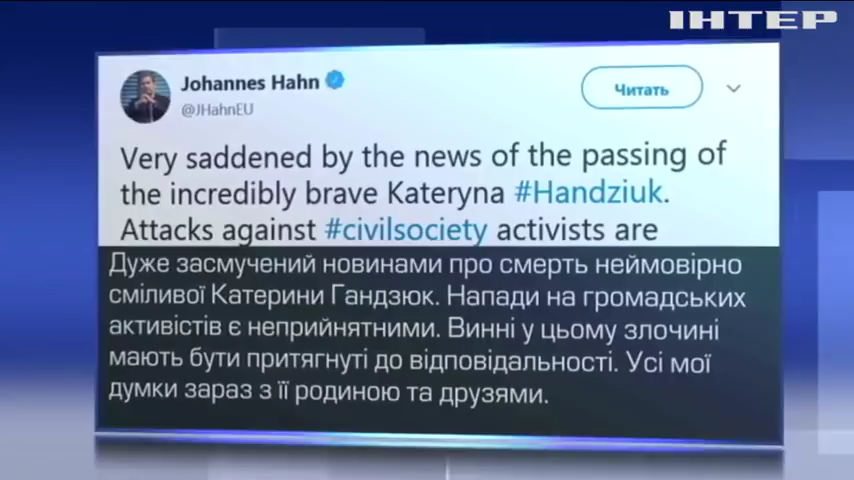 ІНТЕР
Johannes Hahn
@JHahnEU
Читать
Very saddened by the news of the passing of
the incredibly brave Kateryna #Handziuk.
Attacks against #civilsociety activists are
Дуже засмучений новинами про смерть неймовірно
сміливої Катерини Гандзюк. Напади на громадських
активістів є неприйнятними. Винні у цьому злочині
мають бути притягнуті до відповідальності. Усі мої
думки зараз з її родиною та друзями.